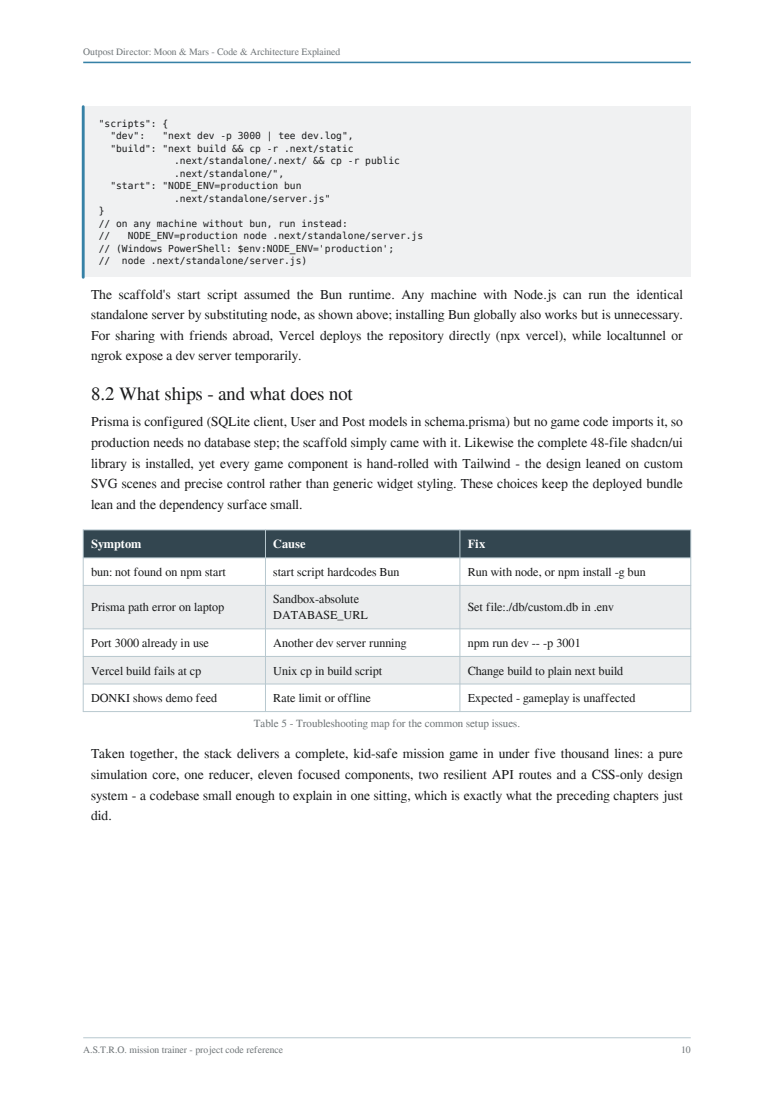 Outpost Director: Moon & Mars - Code & Architecture Explained
"scripts": {
  "dev":   "next dev -p 3000 | tee dev.log",
  "build": "next build && cp -r .next/static
             .next/standalone/.next/ && cp -r public
             .next/standalone/",
  "start": "NODE_ENV=production bun
             .next/standalone/server.js"
}
// on any machine without bun, run instead:
//   NODE_ENV=production node .next/standalone/server.js
// (Windows PowerShell: $env:NODE_ENV='production';
//  node .next/standalone/server.js)
The scaffold's start script assumed the Bun runtime. Any machine with Node.js can run the identical
standalone server by substituting node, as shown above; installing Bun globally also works but is unnecessary.
For sharing with friends abroad, Vercel deploys the repository directly (npx vercel), while localtunnel or
ngrok expose a dev server temporarily.
8.2 What ships - and what does not
Prisma is configured (SQLite client, User and Post models in schema.prisma) but no game code imports it, so
production needs no database step; the scaffold simply came with it. Likewise the complete 48-file shadcn/ui
library is installed, yet every game component is hand-rolled with Tailwind - the design leaned on custom
SVG scenes and precise control rather than generic widget styling. These choices keep the deployed bundle
lean and the dependency surface small.
Symptom Cause Fix
bun: not found on npm start start script hardcodes Bun Run with node, or npm install -g bun
Prisma path error on laptop Sandbox-absolute DATABASE_URL Set file:./db/custom.db in .env
Port 3000 already in use Another dev server running npm run dev -- -p 3001
Vercel build fails at cp Unix cp in build script Change build to plain next build
DONKI shows demo feed Rate limit or offline Expected - gameplay is unaffected
Table 5 - Troubleshooting map for the common setup issues.
Taken together, the stack delivers a complete, kid-safe mission game in under five thousand lines: a pure
simulation core, one reducer, eleven focused components, two resilient API routes and a CSS-only design
system - a codebase small enough to explain in one sitting, which is exactly what the preceding chapters just
did.
A.S.T.R.O. mission trainer - project code reference 10